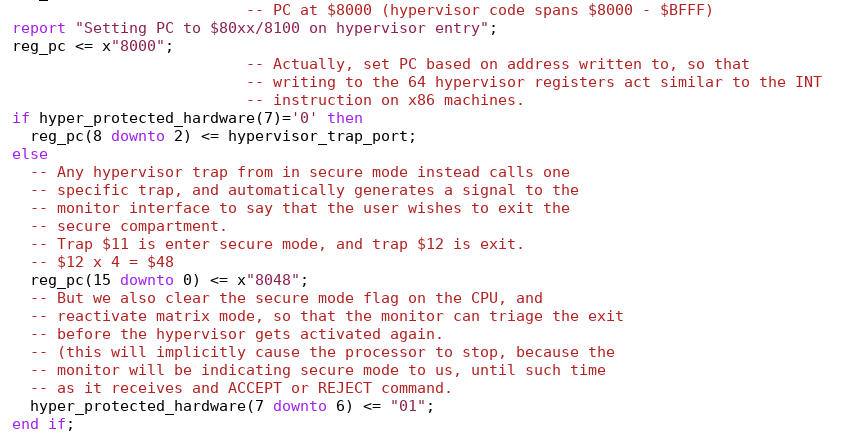 -- PC at $8000 (hypervisor code spans $8000 - $BFFF)
report "Setting PC to $80xx/8100 on hypervisor entry";
reg_pc <= x"8000";
-- Actually, set PC based on address written to, so that
-- writing to the 64 hypervisor registers act similar to the INT
-- instruction on x86 machines.
if hyper_protected_hardware(7)='0' then
reg_pc(8 downto 2) <= hypervisor_trap_port;
else
-- Any hypervisor trap from in secure mode instead calls one
-- specific trap, and automatically generates a signal to the
-- monitor interface to say that the user wishes to exit the
-- secure compartment.
-- Trap $11 is enter secure mode, and trap $12 is exit.
-- $12 x 4 = $48
reg_pc(15 downto 0) <= x"8048";
-- But we also clear the secure mode flag on the CPU, and
-- reactivate matrix mode, so that the monitor can triage the exit
-- before the hypervisor gets activated again.
-- (this will implicitly cause the processor to stop, because the
-- monitor will be indicating secure mode to us, until such time
-- as it receives and ACCEPT or REJECT command.
hyper_protected_hardware(7 downto 6) <= "01";
end if;